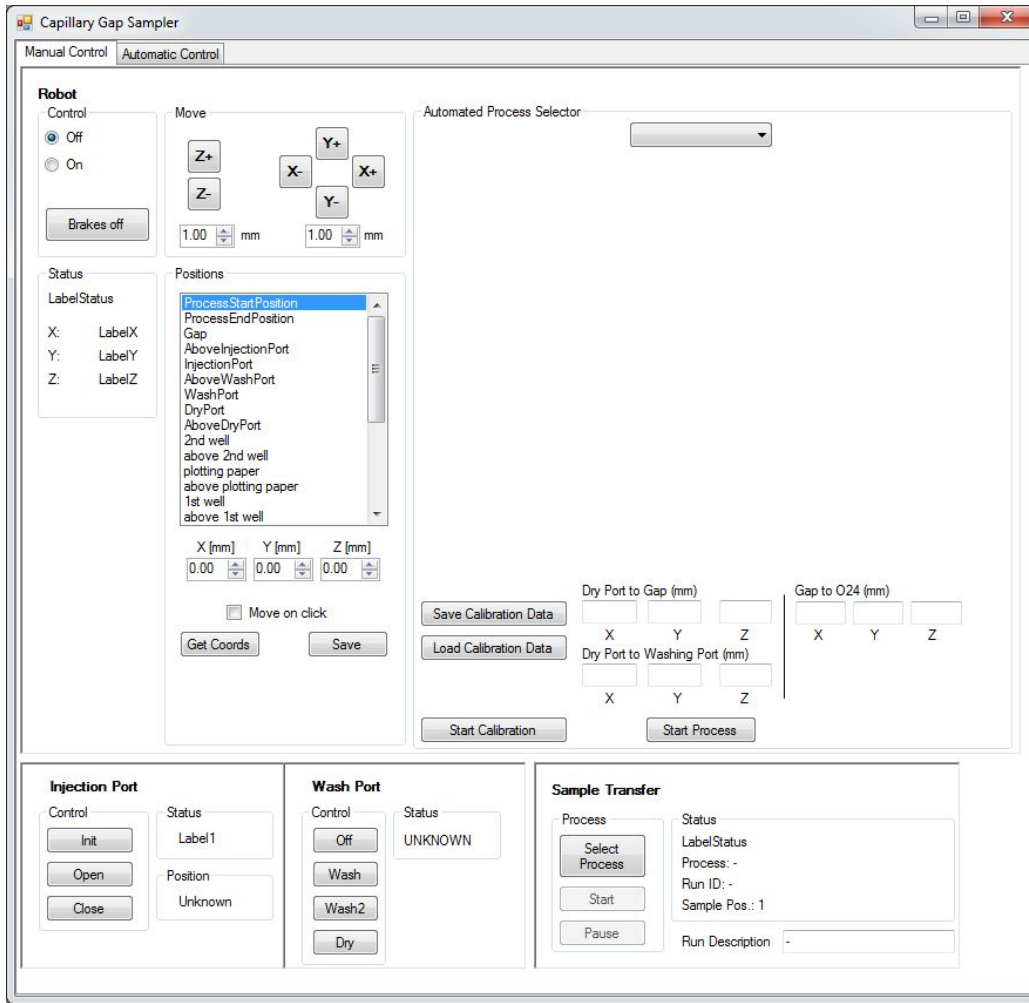 Capillary Gap Sampler
Manual Control Automatic Control
Robot
Control
Off
On
Brakes off
Move
Z+
Z-
Y+
X- X+
Y-
1.00 mm 1.00 mm
Status
LabelStatus
X: LabelX
Y: LabelY
Z: LabelZ
Positions
ProcessStartPosition
ProcessEndPosition
Gap
AboveInjectionPort
InjectionPort
AboveWashPort
WashPort
DryPort
AboveDryPort
2nd well
above 2nd well
plotting paper
above plotting paper
1st well
above 1st well
X [mm] Y [mm] Z [mm]
0.00 0.00 0.00
Move on click
Get Coords Save
Automated Process Selector
Save Calibration Data
Load Calibration Data
Dry Port to Gap (mm)
X Y Z
Dry Port to Washing Port (mm)
X Y Z
Gap to O24 (mm)
X Y Z
Start Calibration Start Process
Injection Port
Control
Init
Open
Close
Status
Label1
Position
Unknown
Wash Port
Control
Off
Wash
Wash2
Dry
Status
UNKNOWN
Sample Transfer
Process
Select
Process
Start
Pause
Status
LabelStatus
Process: -
Run ID: -
Sample Pos.: 1
Run Description -